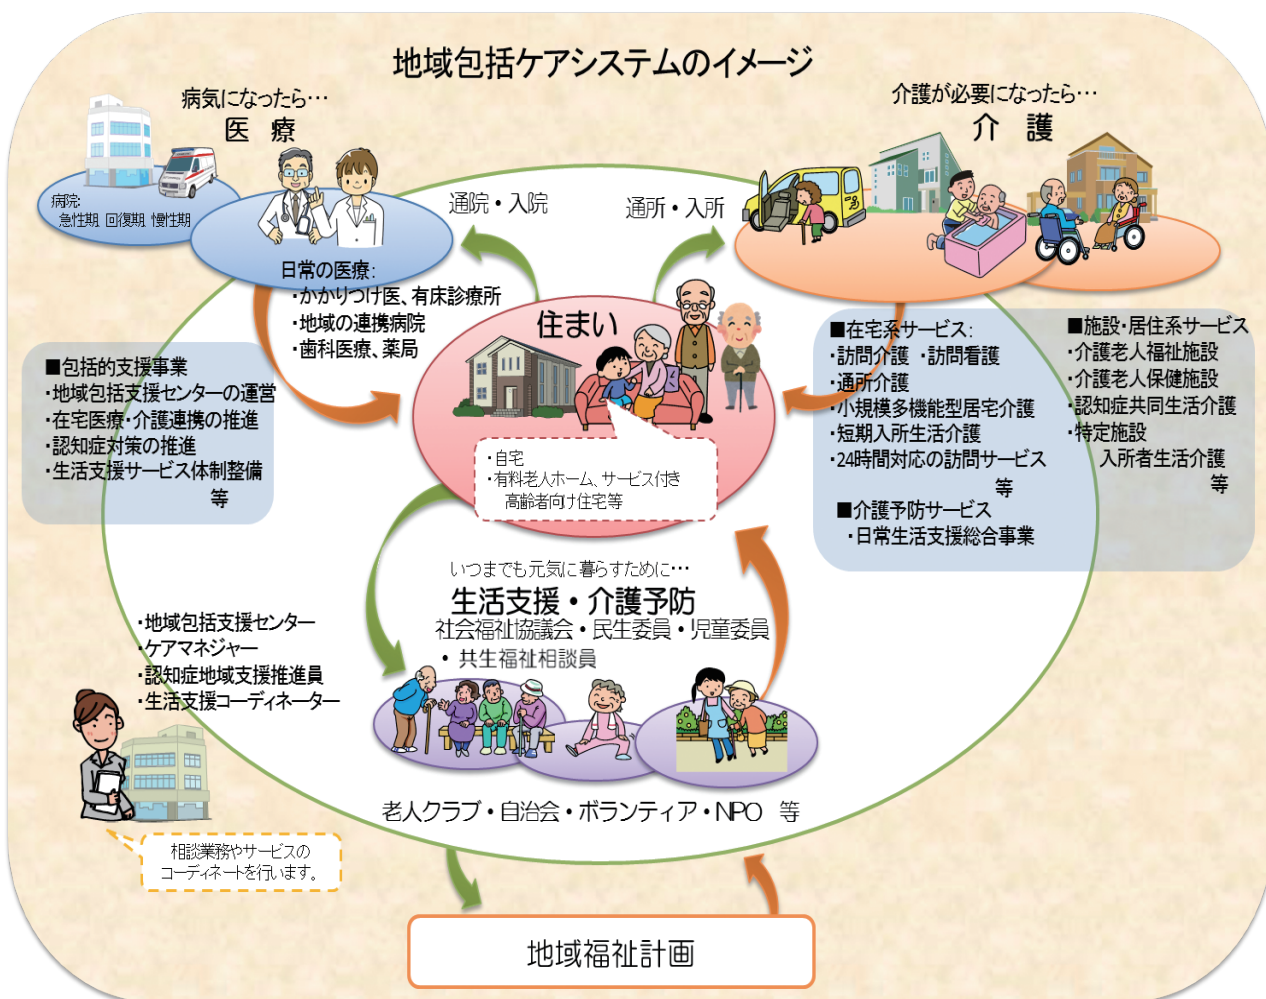 地域包括ケアシステムのイメージ
病気になったら…
医　療
病院:
急性期 回復期 慢性期
通院・入院
日常の医療:
・かかりつけ医、有床診療所
・地域の連携病院
・歯科医療、薬局
介護が必要になったら…
介　護
通所・入所
住まい
・自宅
・有料老人ホーム、サービス付き
高齢者向け住宅等
■包括的支援事業
・地域包括支援センターの運営
・在宅医療・介護連携の推進
・認知症対策の推進
・生活支援サービス体制整備
等
■在宅系サービス:
・訪問介護 ・訪問看護
・通所介護
・小規模多機能型居宅介護
・短期入所生活介護
・24時間対応の訪問サービス
等
■介護予防サービス
・日常生活支援総合事業
■施設・居住系サービス
・介護老人福祉施設
・介護老人保健施設
・認知症共同生活介護
・特定施設
入所者生活介護
等
いつまでも元気に暮らすために…
生活支援・介護予防
社会福祉協議会・民生委員・児童委員
・共生福祉相談員
・地域包括支援センター
・ケアマネジャー
・認知症地域支援推進員
・生活支援コーディネーター
老人クラブ・自治会・ボランティア・NPO 等
相談業務やサービスの
コーディネートを行います。
地域福祉計画